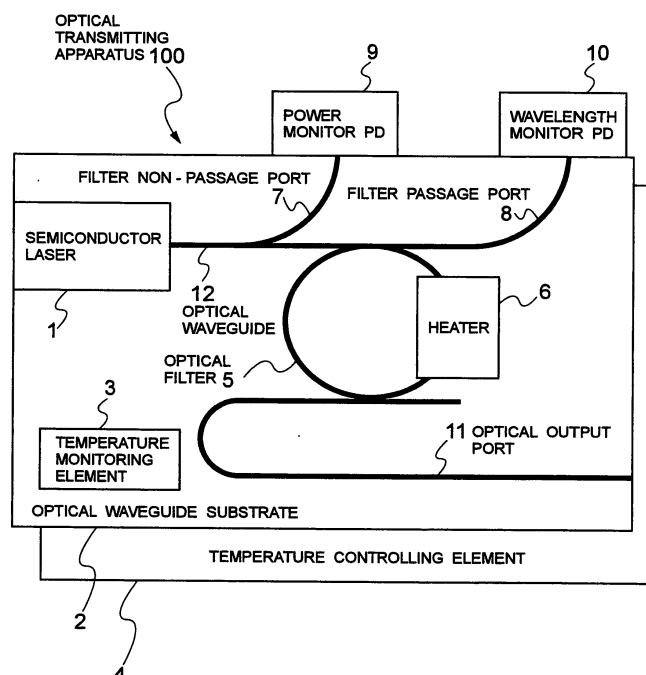 OPTICAL
TRANSMITTING
APPARATUS 100
9
10
POWER
MONITOR PD
WAVELENGTH
MONITOR PD
FILTER NON-PASSAGE PORT
7
FILTER PASSAGE PORT
8
SEMICONDUCTOR
LASER
1
12
OPTICAL
WAVEGUIDE
6
HEATER
OPTICAL
FILTER 5
3
TEMPERATURE
MONITORING
ELEMENT
11 OPTICAL OUTPUT
PORT
OPTICAL WAVEGUIDE SUBSTRATE
TEMPERATURE CONTROLLING ELEMENT
2
4